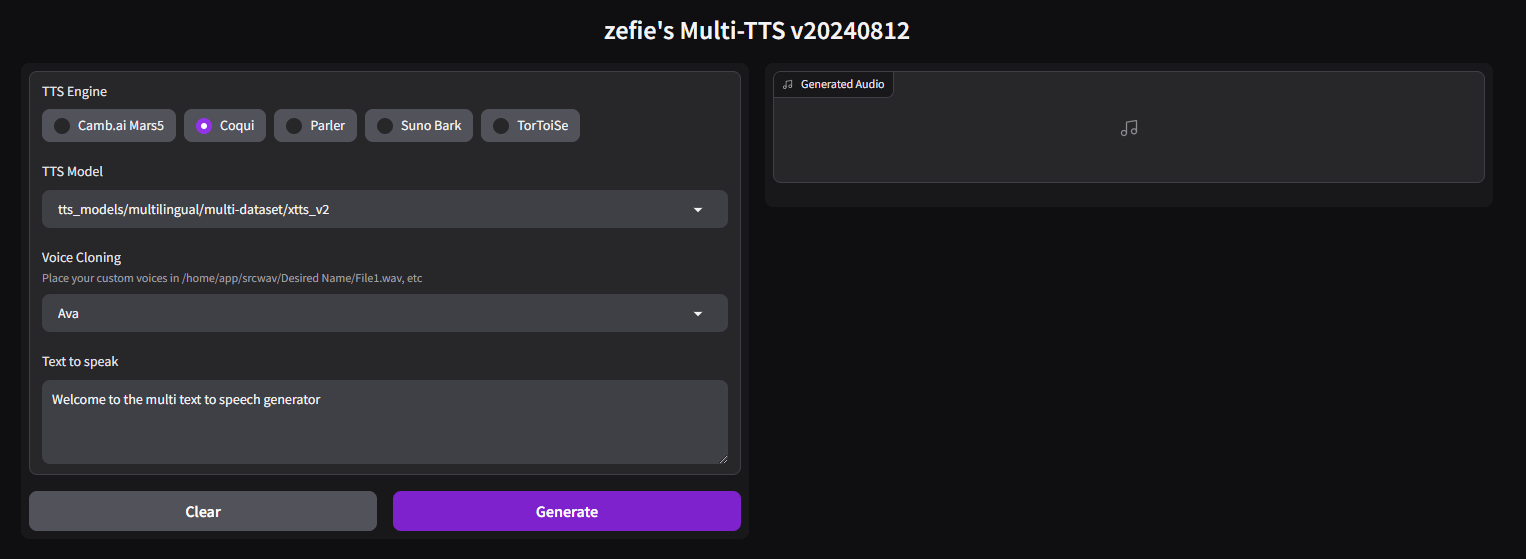 zefie's Multi-TTS v20240812
TTS Engine
Camb.ai Mars5
Coqui
Parler
Suno Bark
TorToiSe
TTS Model
tts_models/multilingual/multi-dataset/xtts_v2
Voice Cloning
Place your custom voices in /home/app/srcwav/Desired Name/File1.wav, etc
Ava
Text to speak
Welcome to the multi text to speech generator
Clear
Generate
Generated Audio